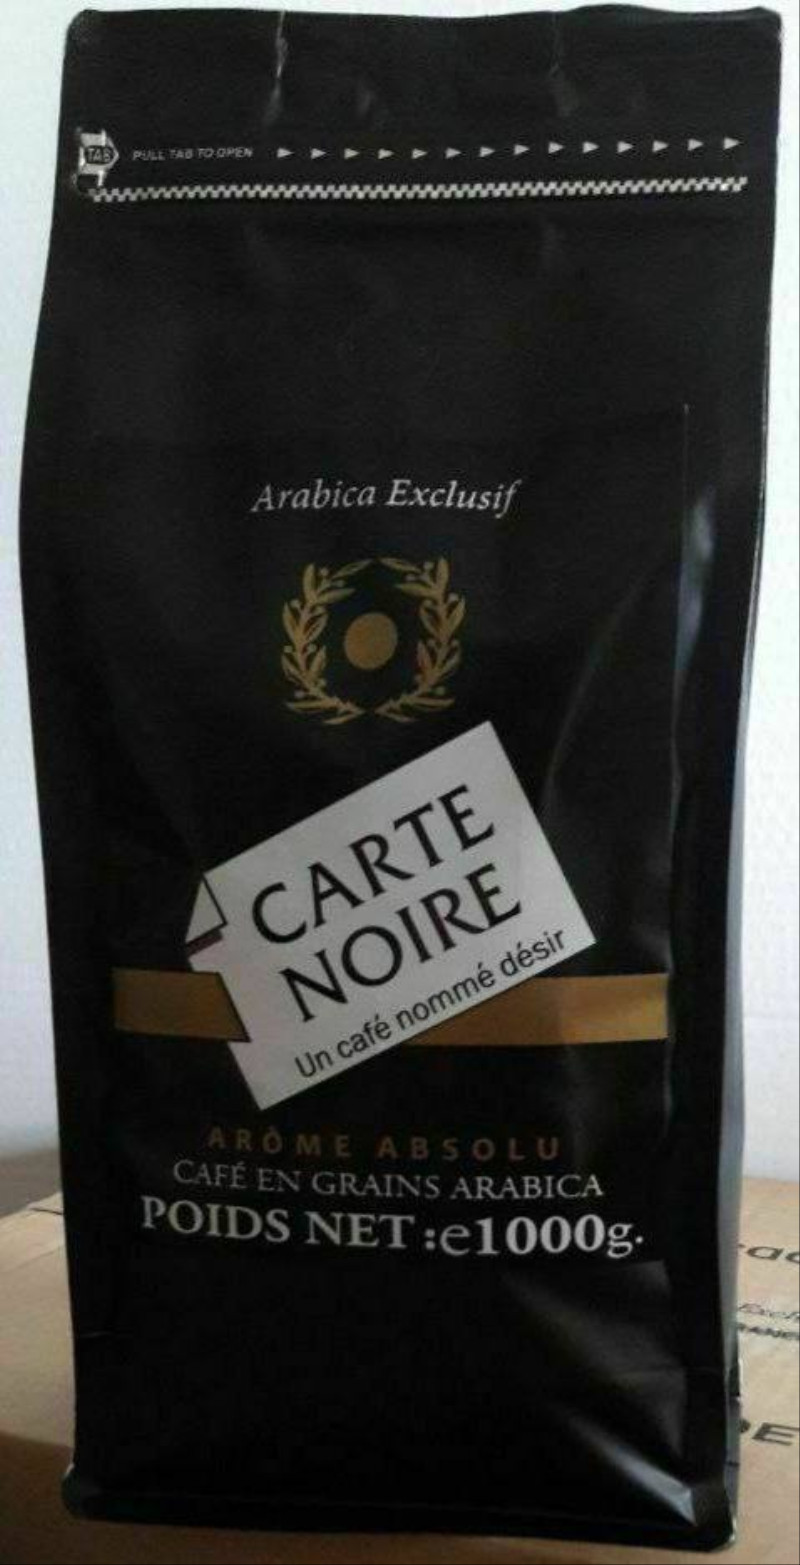 TAB PULL TAB TO OPEN
Arabica Exclusif
CARTE
NOIRE
Un café nommé désir
ARÔME ABSOLU
CAFÉ EN GRAINS ARABICA
POIDS NET :e1000g.